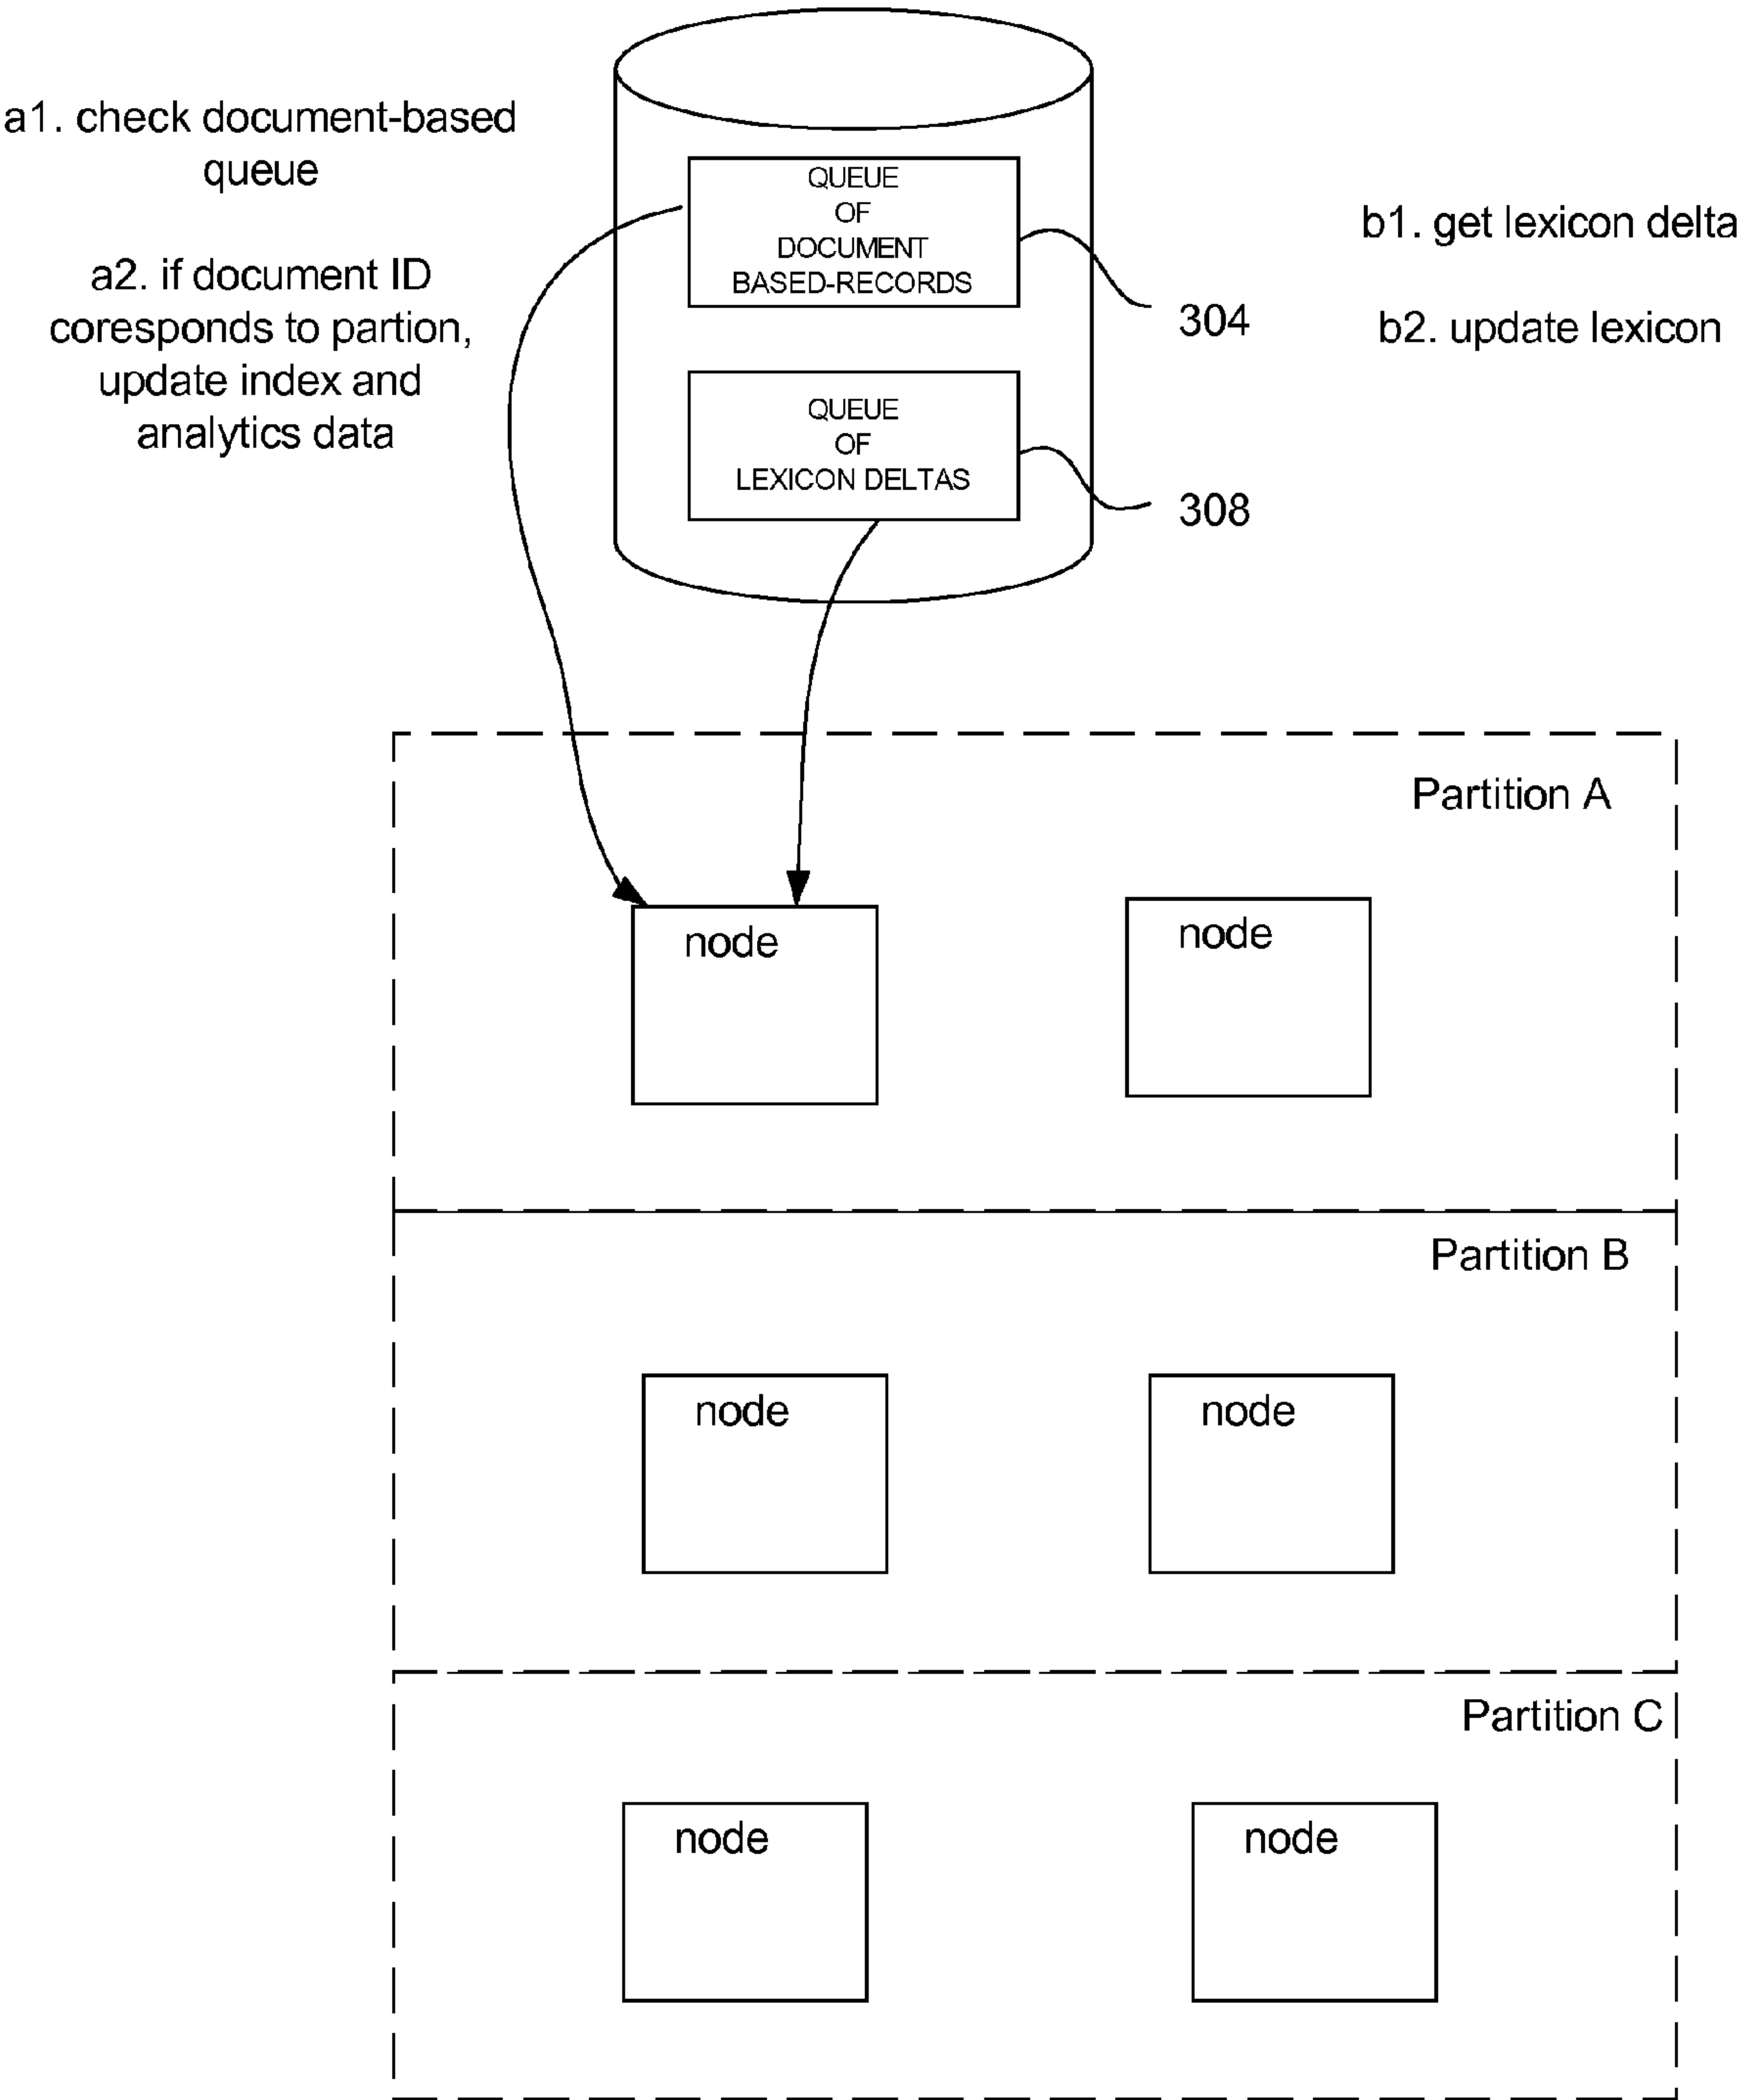 a1. check document-based
queue
a2. if document ID
coresponds to partion,
update index and
analytics data
QUEUE
OF
DOCUMENT
BASED-RECORDS
304
QUEUE
OF
LEXICON DELTAS
308
b1. get lexicon delta
b2. update lexicon
Partition A
node
node
Partition B
node
node
Partition C
node
node